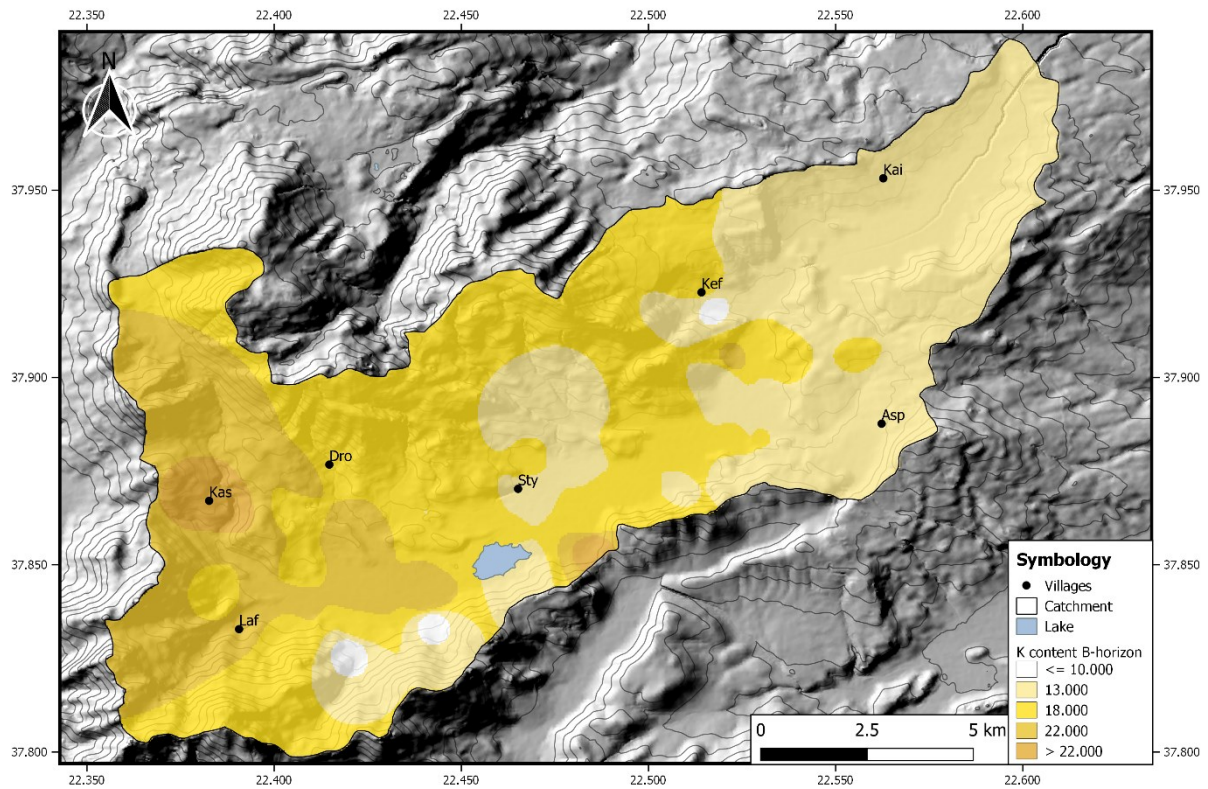 22.350 22.400 22.450 22.500 22.550 22.600
N
37.950 Kai 37.950
Kef
37.900 37.900
Asp
Dro
Kas Sty
37.850 37.850
Laf
Symbology
Villages
Catchment
Lake
K content B-horizon
<= 10.000
13.000
18.000
22.000
> 22.000
0 2.5 5 km
37.800 37.800
22.350 22.400 22.450 22.500 22.550 22.600